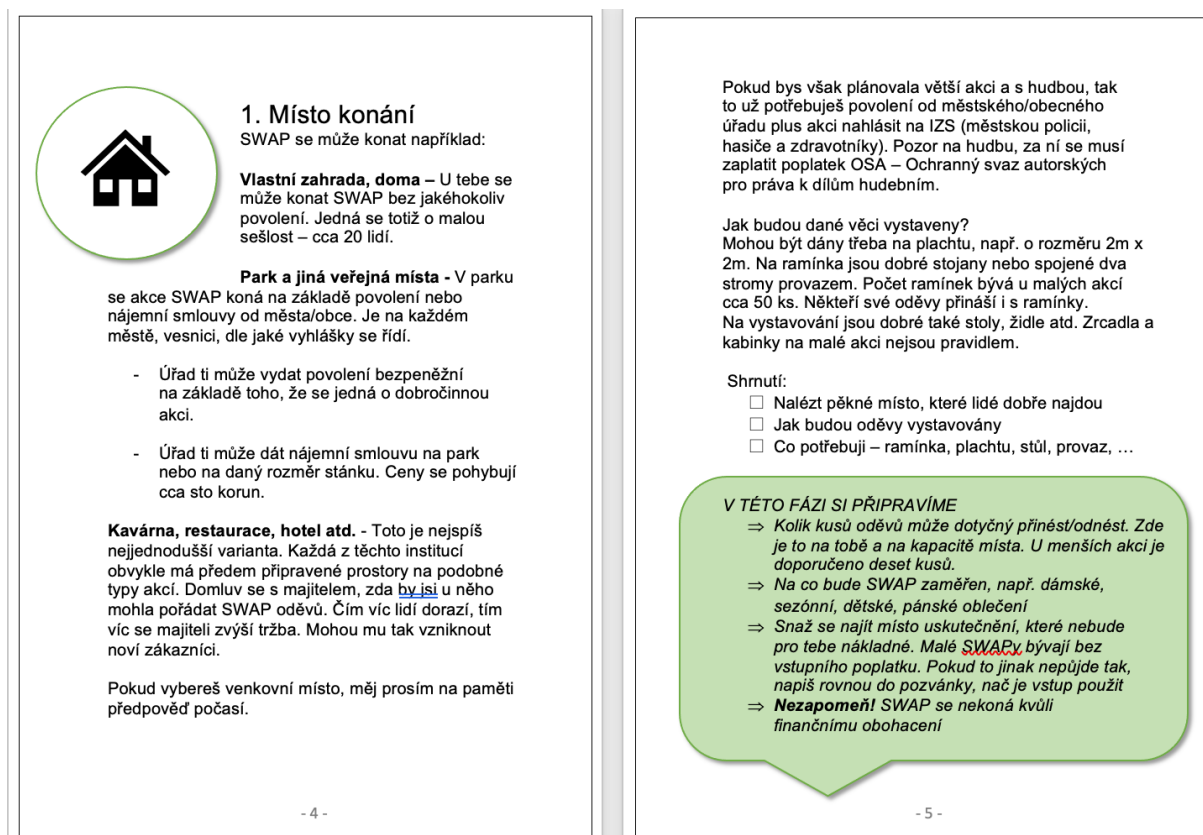 1. Místo konání
SWAP se může konat například:
Vlastní zahrada, doma – U tebe se
může konat SWAP bez jakéhokoliv
povolení. Jedná se totiž o malou
sešlost – cca 20 lidí.
Park a jiná veřejná místa - V parku
se akce SWAP koná na základě povolení nebo
nájemní smlouvy od města/obce. Je na každém
městě, vesnici, dle jaké vyhlášky se řídí.
- Úřad ti může vydat povolení bezpeněžní
na základě toho, že se jedná o dobročinnou
akci.
- Úřad ti může dát nájemní smlouvu na park
nebo na daný rozměr stánku. Ceny se pohybují
cca sto korun.
Kavárna, restaurace, hotel atd. - Toto je nejspíš
nejjednodušší varianta. Každá z těchto institucí
obvykle má předem připravené prostory na podobné
typy akcí. Domluv se s majitelem, zda by jsi u něho
mohla pořádat SWAP oděvů. Čím víc lidí dorazí, tím
víc se majiteli zvýší tržba. Mohou mu tak vzniknout
noví zákazníci.
Pokud vybereš venkovní místo, měj prosím na paměti
předpověď počasí.
- 4 -
Pokud bys však plánovala větší akci a s hudbou, tak
to už potřebuješ povolení od městského/obecného
úřadu plus akci nahlásit na IZS (městskou policii,
hasiče a zdravotníky). Pozor na hudbu, za ní se musí
zaplatit poplatek OSA – Ochranný svaz autorských
pro práva k dílům hudebním.
Jak budou dané věci vystaveny?
Mohou být dány třeba na plachtu, např. o rozměru 2m x
2m. Na ramínka jsou dobré stojany nebo spojené dva
stromy provazem. Počet ramínek bývá u malých akcí
cca 50 ks. Někteří své oděvy přináší i s ramínky.
Na vystavování jsou dobré také stoly, židle atd. Zrcadla a
kabinky na malé akci nejsou pravidlem.
Shrnutí:
☐ Nalézt pěkné místo, které lidé dobře najdou
☐ Jak budou oděvy vystavovány
☐ Co potřebuji – ramínka, plachtu, stůl, provaz, …
V TÉTO FÁZI SI PŘIPRAVÍME
⇒ Kolik kusů oděvů může dotyčný přinést/odnést. Zde
je to na tobě a na kapacitě místa. U menších akci je
doporučeno deset kusů.
⇒ Na co bude SWAP zaměřen, např. dámské,
sezónní, dětské, pánské oblečení
⇒ Snaž se najít místo uskutečnění, které nebude
pro tebe nákladné. Malé SWAPy bývají bez
vstupního poplatku. Pokud to jinak nepůjde tak,
napiš rovnou do pozvánky, nač je vstup použit
⇒ Nezapomeň! SWAP se nekoná kvůli
finančnímu obohacení
- 5 -